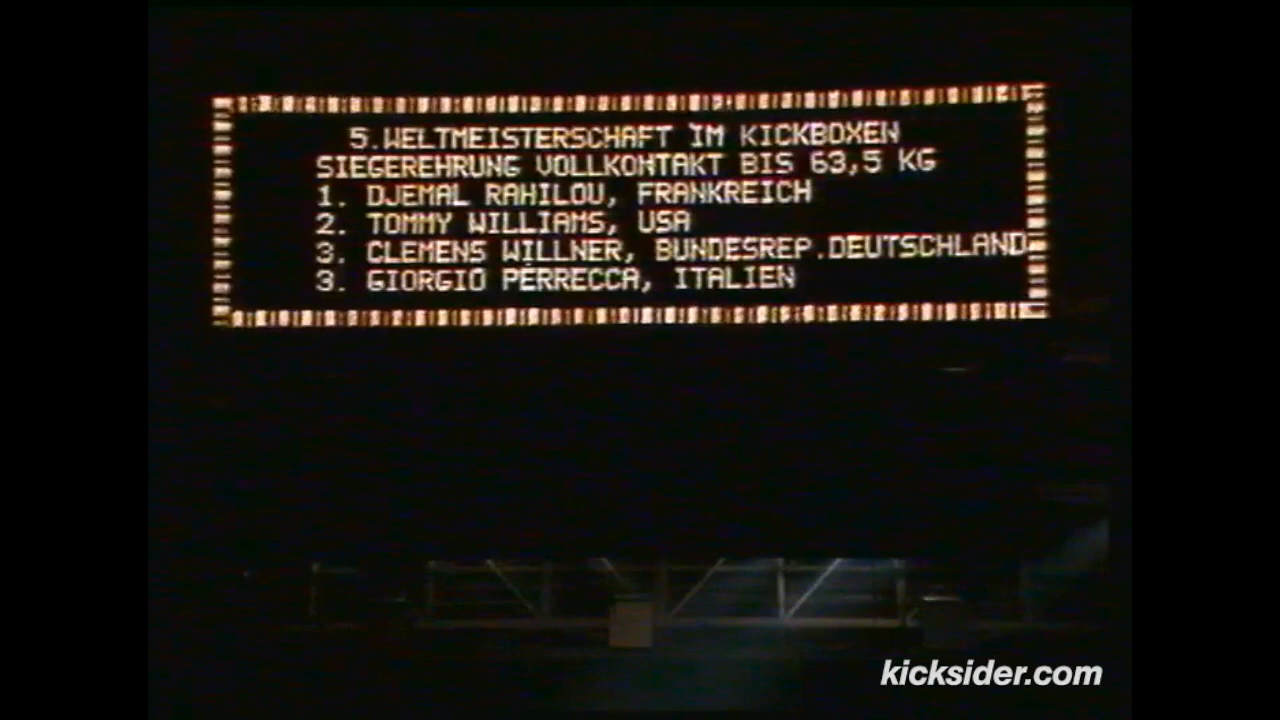 5.WELTMEISTERSCHAFT IM KICKBOXEN
SIEGEREHRUNG VOLLKONTAKT BIS 63,5 KG
1. DJEMAL RAHILOU, FRANKREICH
2. TOMMY WILLIAMS, USA
3. CLEMENS WILLNER, BUNDESREP.DEUTSCHLAND
3. GIORGIO PERRECCA, ITALIEN
kicksider.com